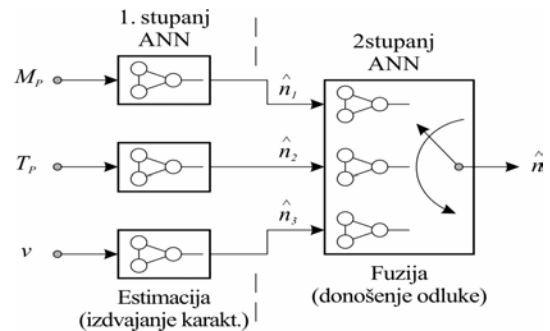 1. stupanj
ANN
2stupanj
ANN
M_P
n̂_1
T_P
n̂_2
n̂
v
n̂_3
Estimacija
(izdvajanje karakt.)
Fuzija
(donošenje odluke)